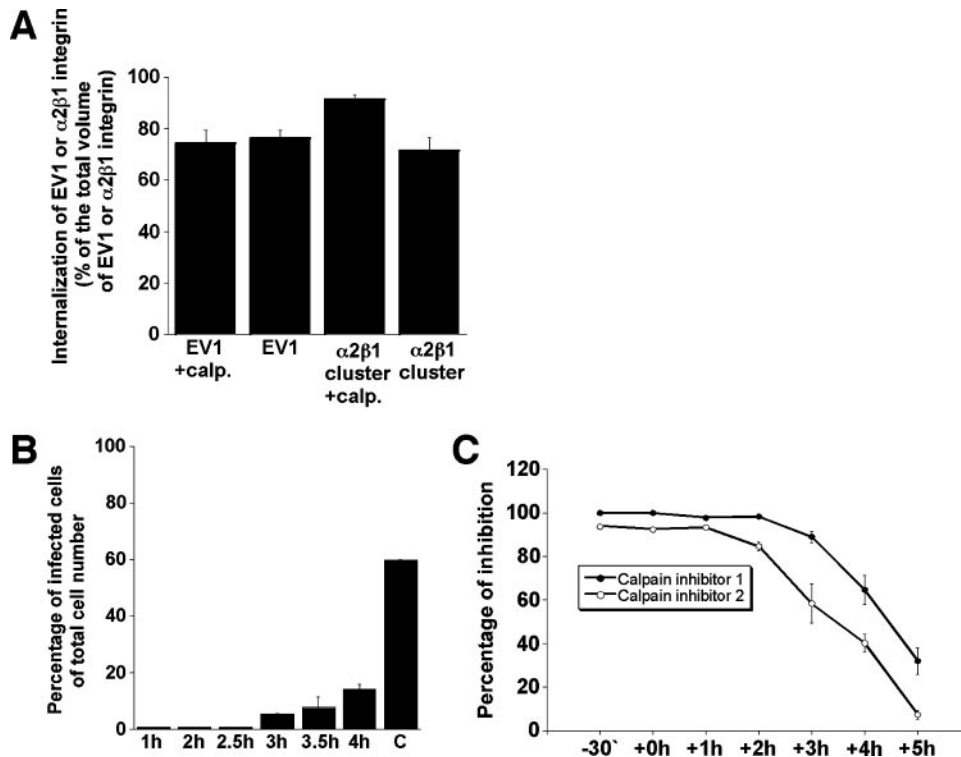 A
Internalization of EV1 or α2β1 integrin
(% of the total volume
of EV1 or α2β1 integrin)
100
80
60
40
20
0
EV1
+calp.
EV1
α2β1
cluster
+calp.
α2β1
cluster
B
Percentage of infected cells
of total cell number
100
80
60
40
20
0
1h 2h 2.5h 3h 3.5h 4h C
C
Percentage of inhibition
120
100
80
60
40
20
0
Calpain inhibitor 1
Calpain inhibitor 2
-30` +0h +1h +2h +3h +4h +5h